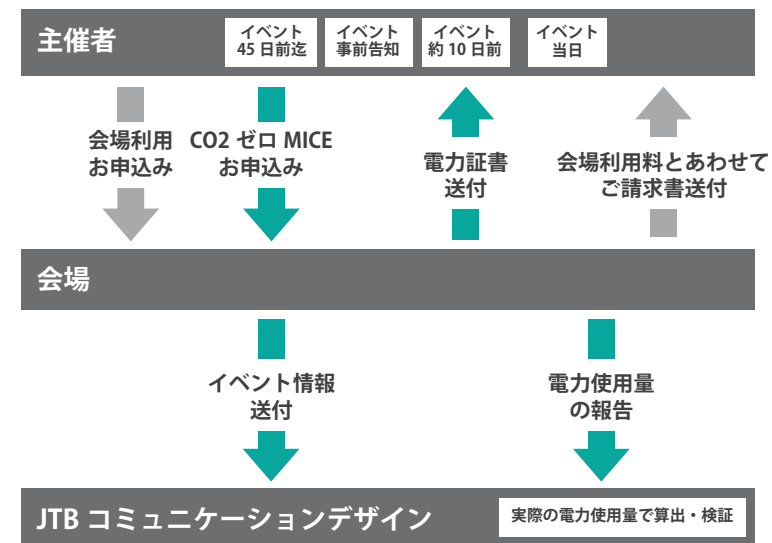 主催者
イベント
45 日前迄
イベント
事前告知
イベント
約 10 日前
イベント
当日
会場利用
お申込み
CO2 ゼロ MICE
お申込み
電力証書
送付
会場利用料とあわせて
ご請求書送付
会場
イベント情報
送付
電力使用量
の報告
JTB コミュニケーションデザイン
実際の電力使用量で算出・検証